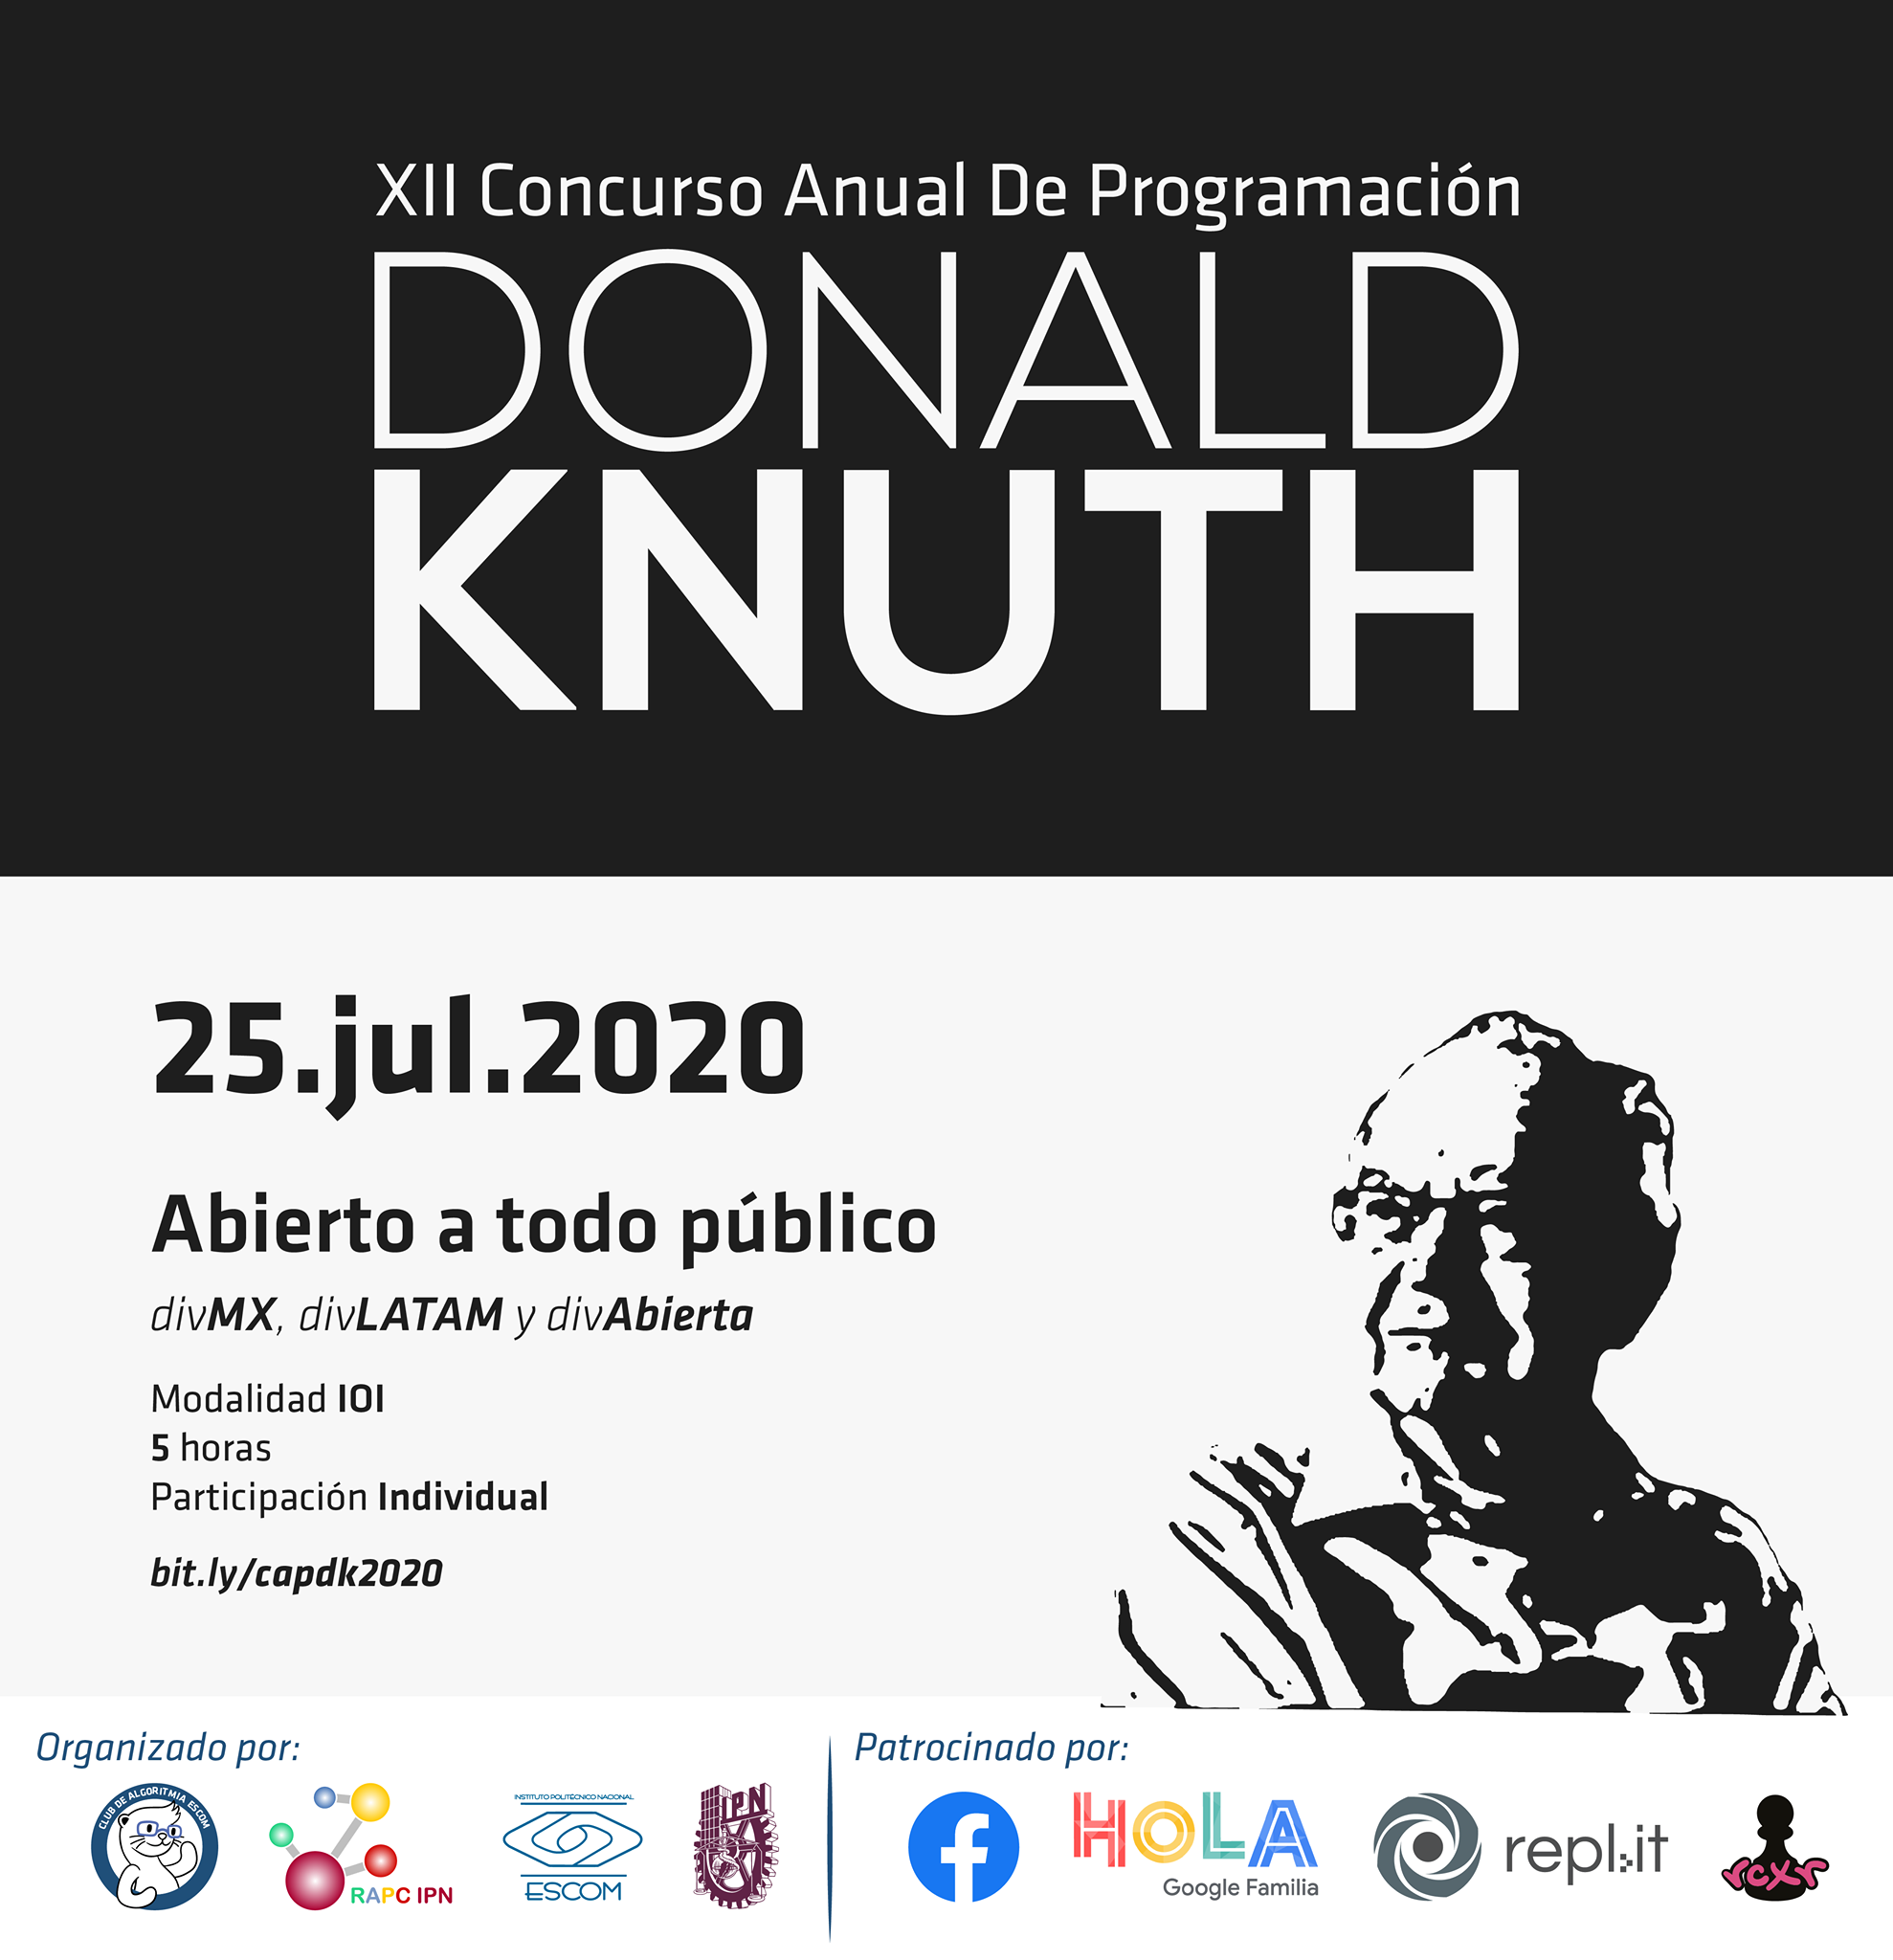 XII Concurso Anual De Programación
DONALD
KNUTH
25.jul.2020
Abierto a todo público
divMX, divLATAM y divAbierta
Modalidad IOI
5 horas
Participación Individual
bit.ly/capdk2020
Organizado por:
CLUB DE ALGORITMIA ESCOM
RAPC IPN
INSTITUTO POLITÉCNICO NACIONAL
ESCOM
IPN
Patrocinado por:
HOLA
Google Familia
repl.it
rcxr